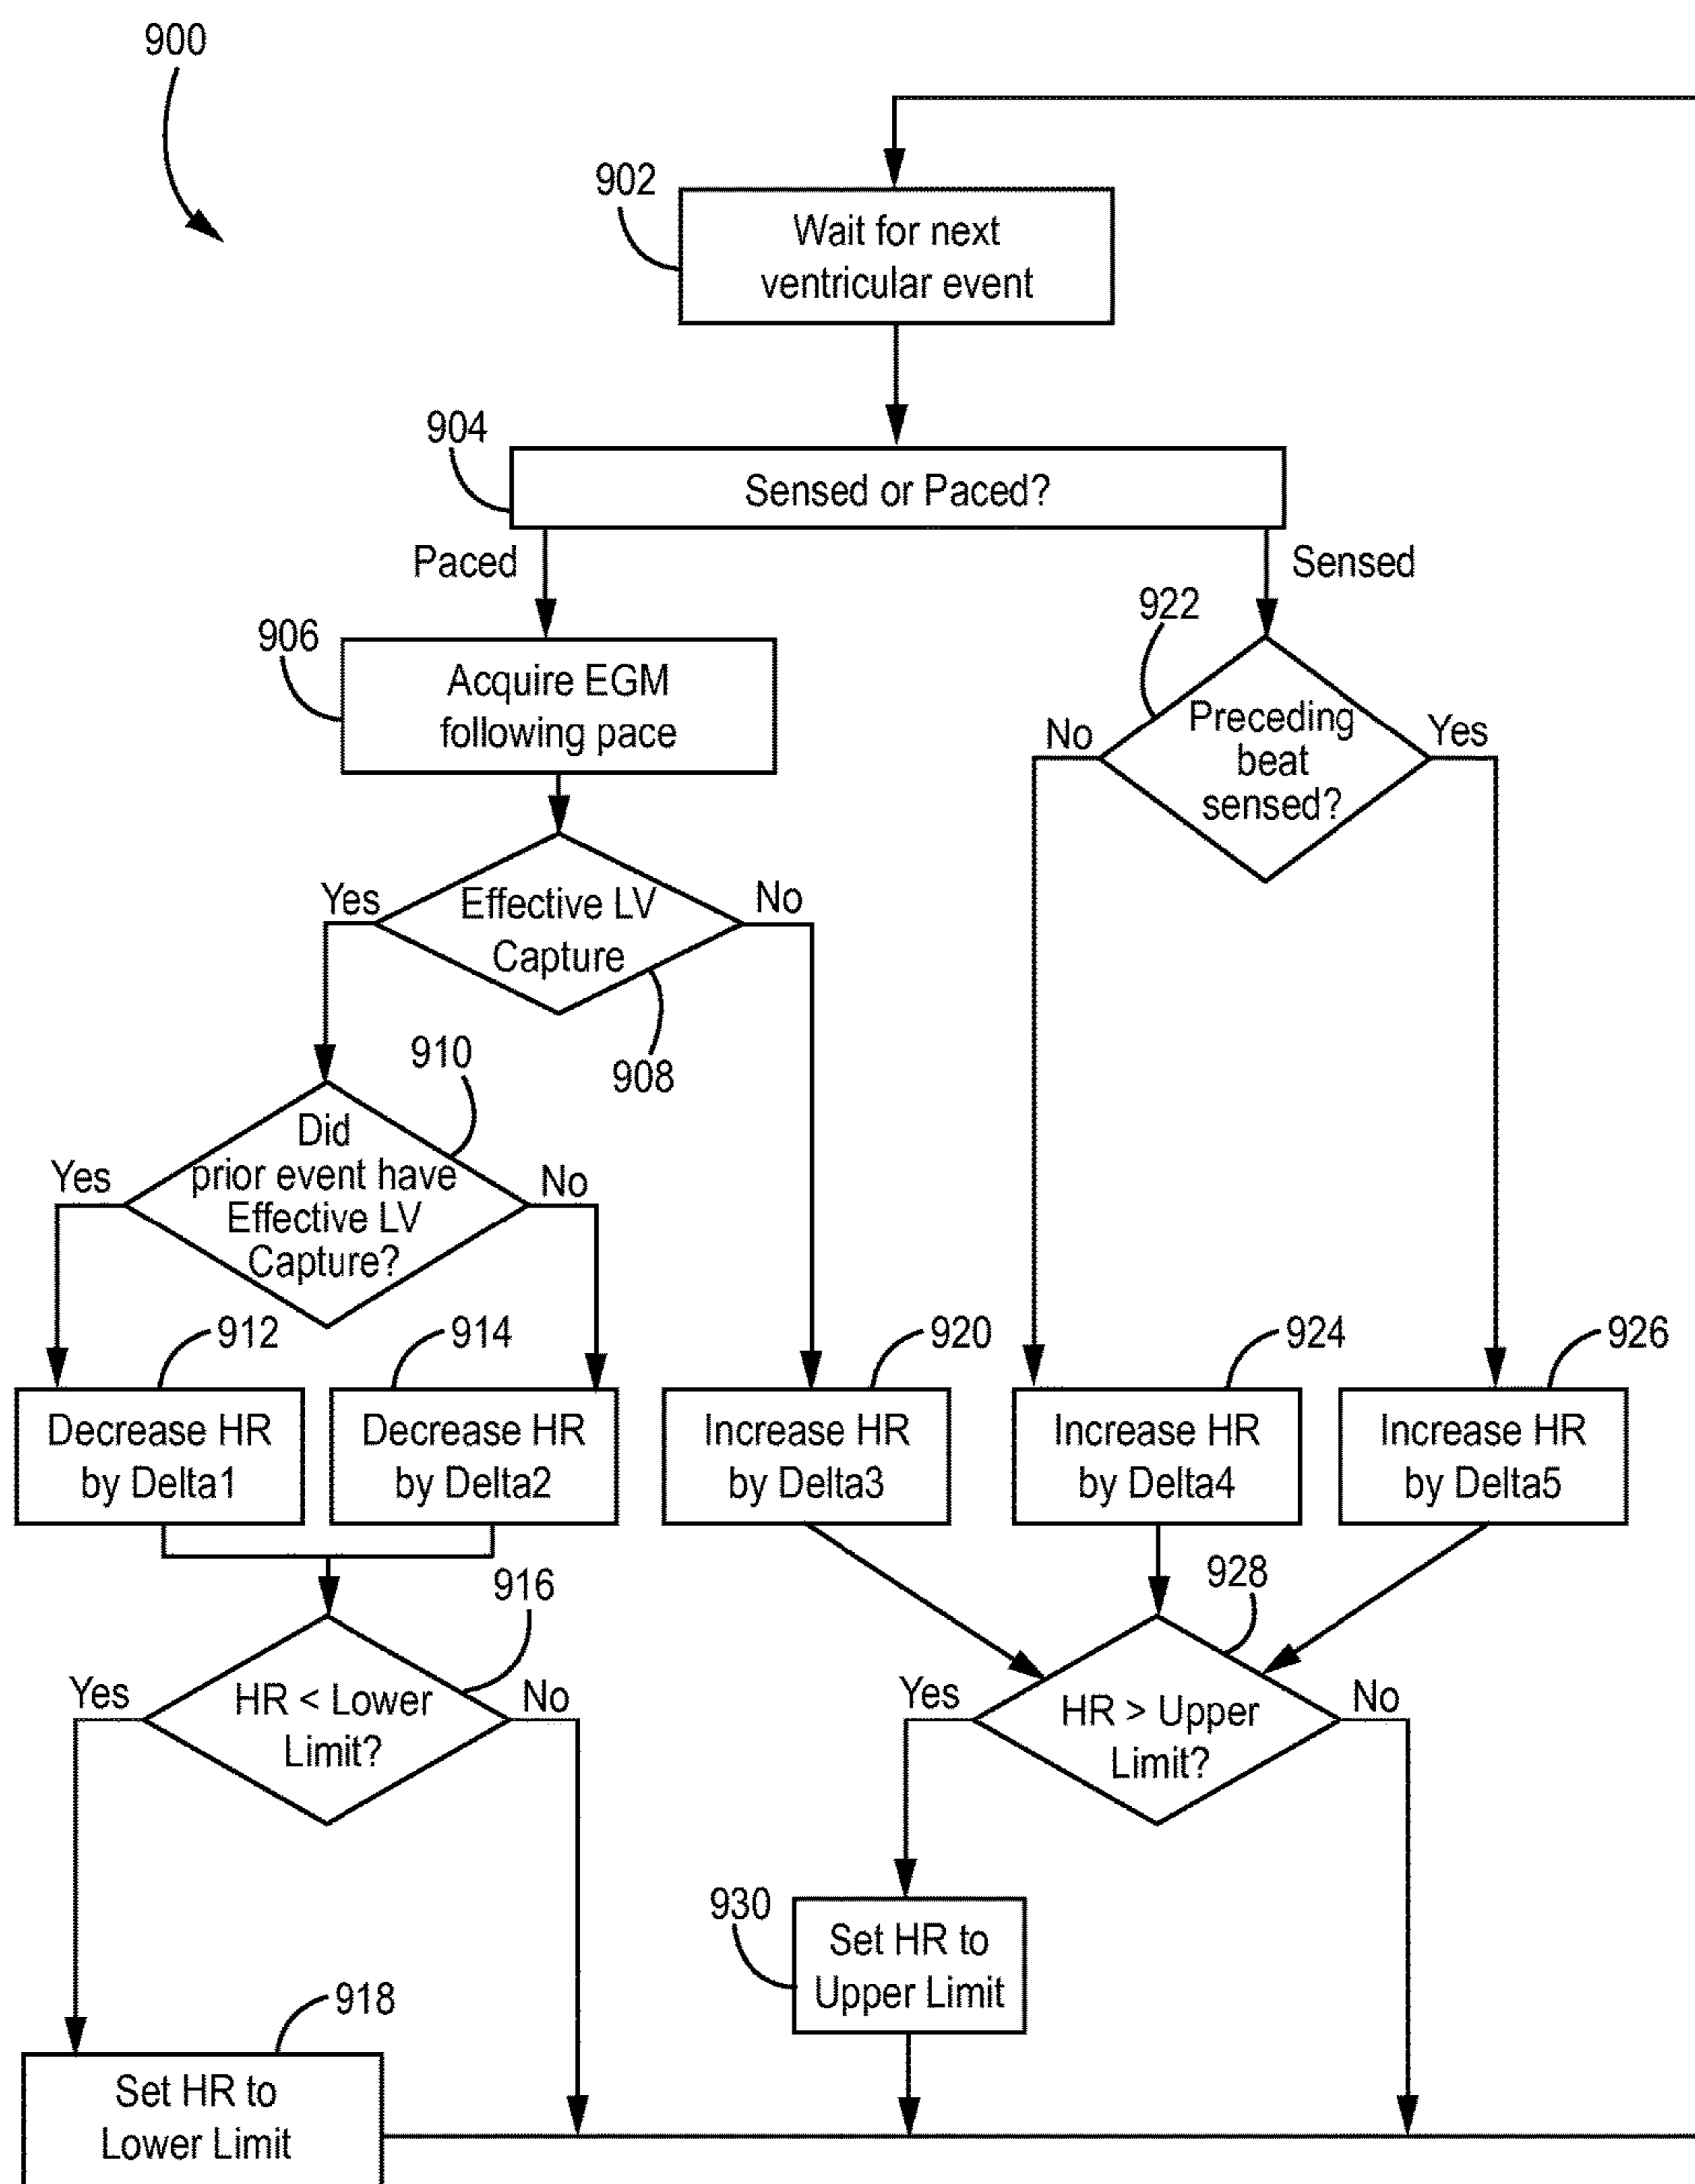 900
902
Wait for next
ventricular event
904
Sensed or Paced?
Paced
Sensed
906
Acquire EGM
following pace
922
Preceding
beat
sensed?
No
Yes
Yes
Effective LV
Capture
No
908
910
Did
prior event have
Effective LV
Capture?
Yes
No
912
914
920
924
926
Decrease HR
by Delta1
Decrease HR
by Delta2
Increase HR
by Delta3
Increase HR
by Delta4
Increase HR
by Delta5
916
928
Yes
HR < Lower
Limit?
No
Yes
HR > Upper
Limit?
No
930
Set HR to
Upper Limit
918
Set HR to
Lower Limit